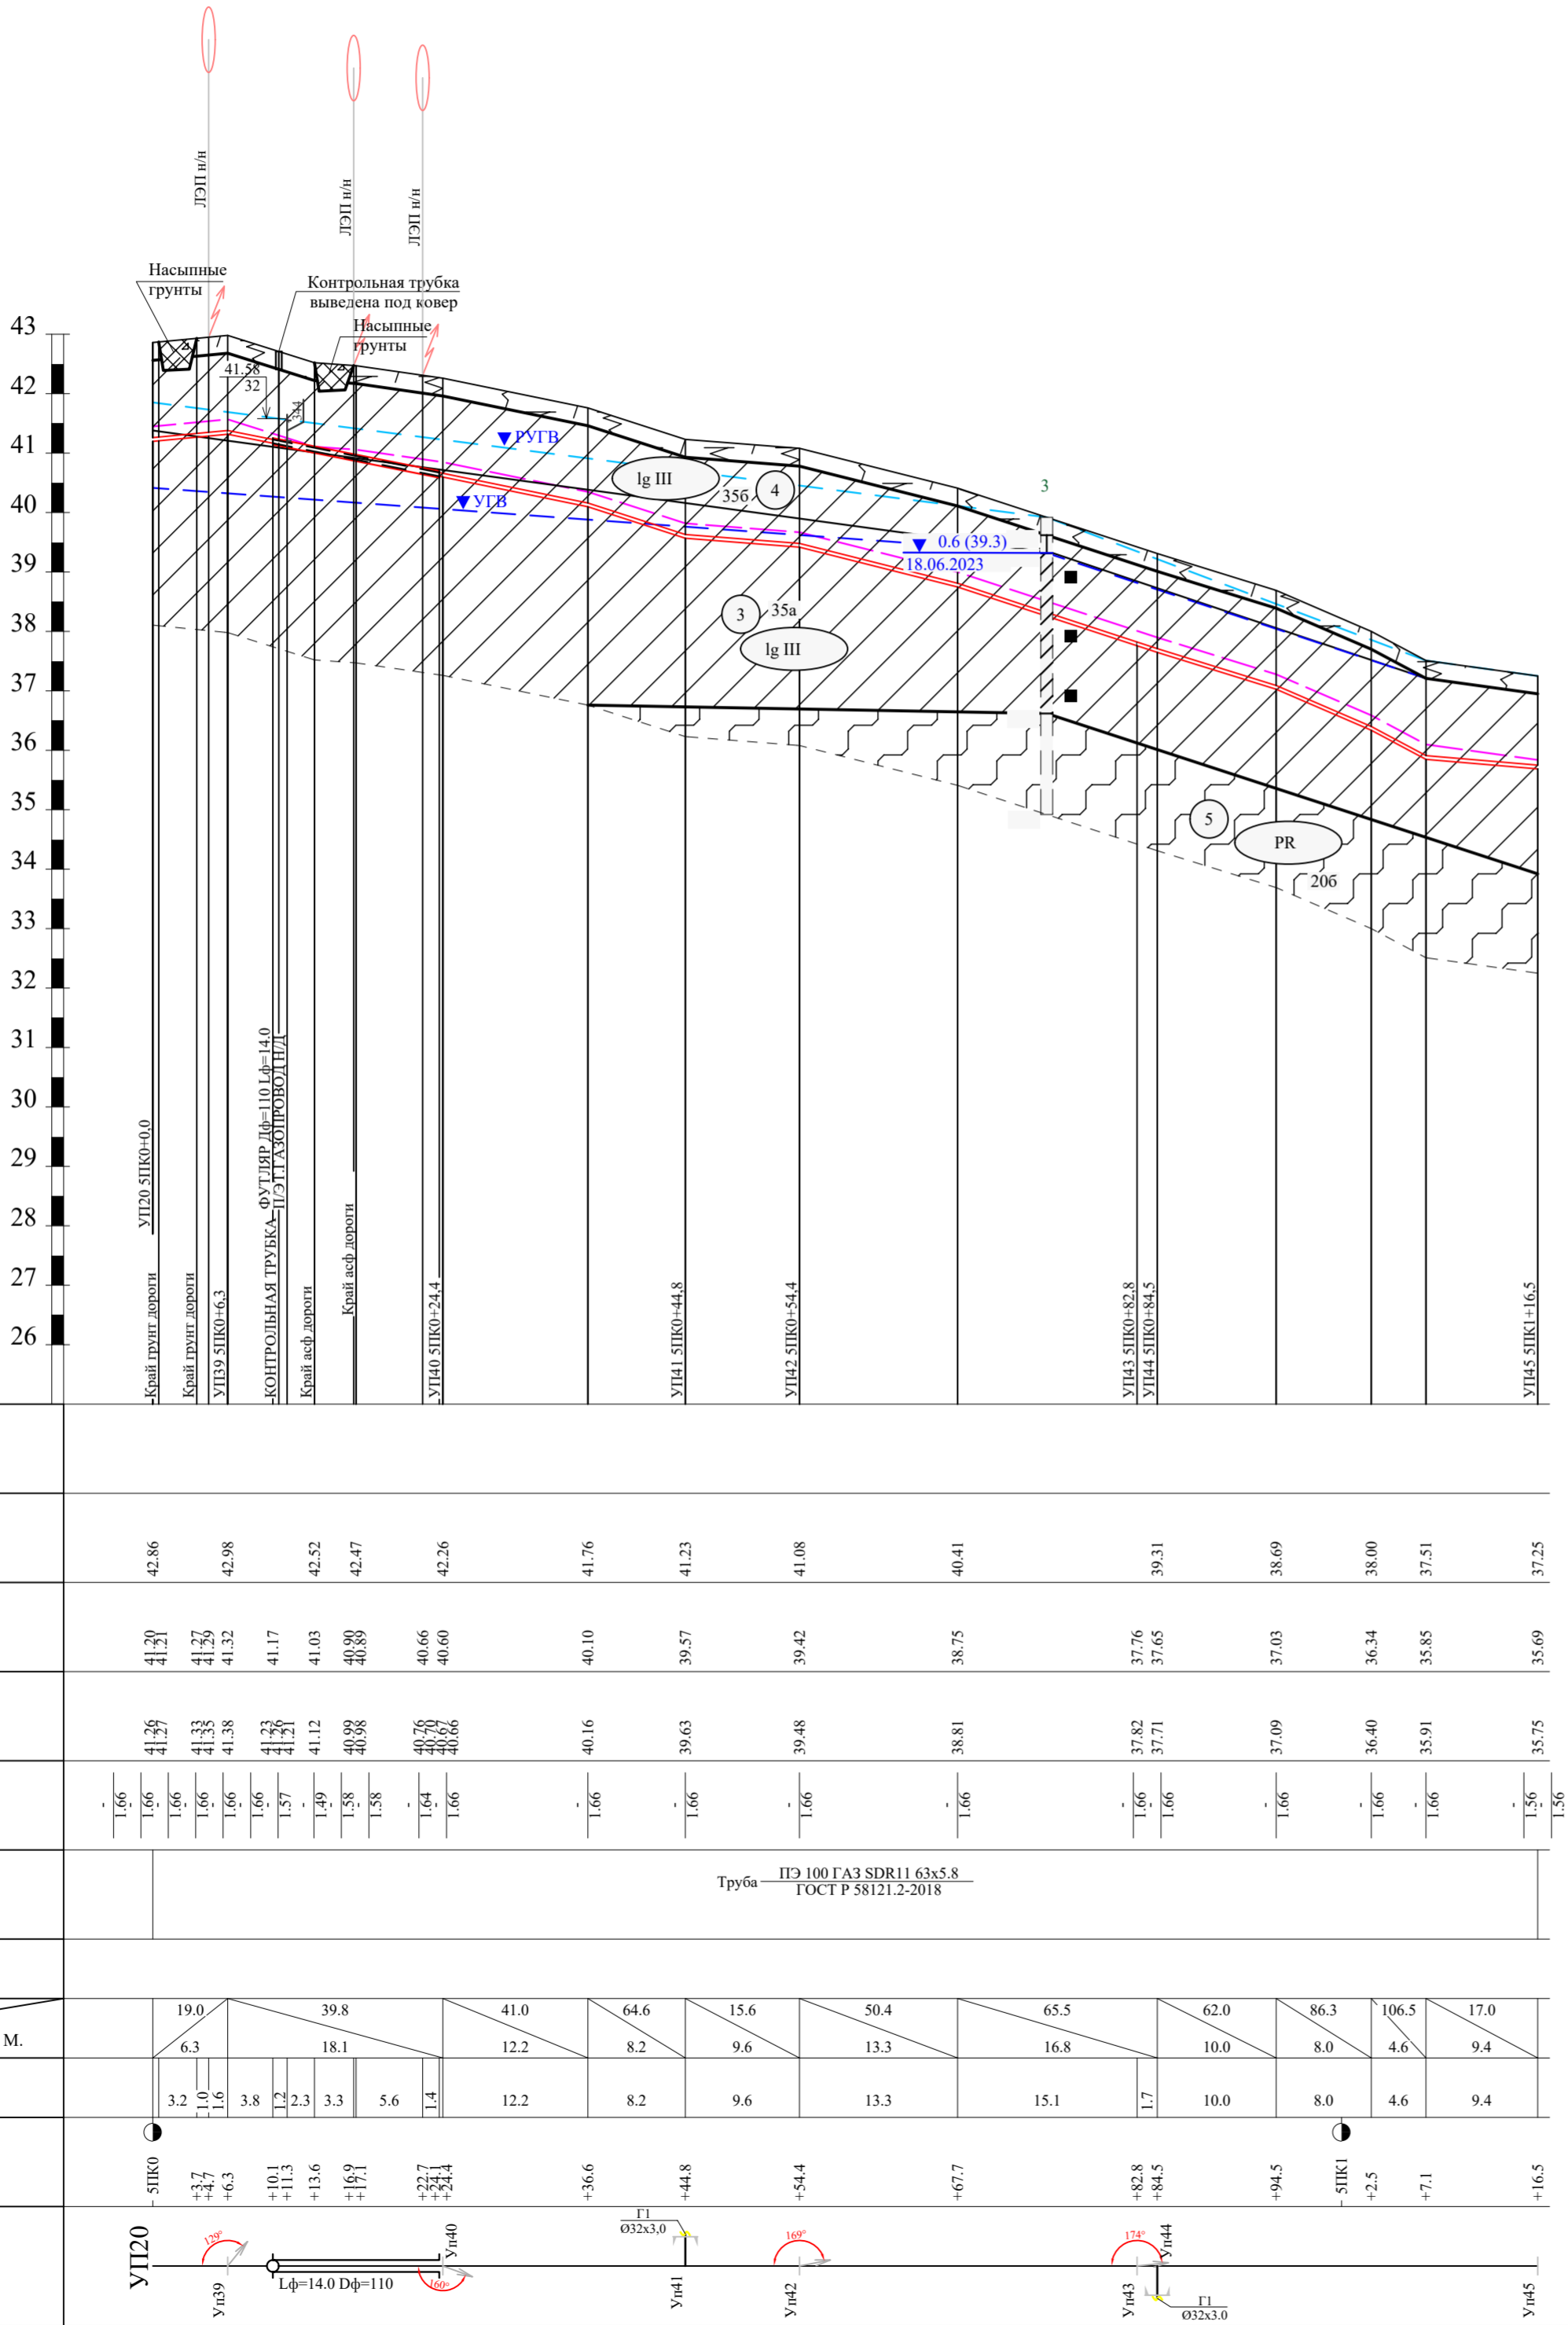 ЛЭП н/н
ЛЭП н/н
ЛЭП н/н
Насыпные
грунты
Контрольная трубка
выведена под ковер
Насыпные
грунты
43
42
41
40
39
38
37
36
35
34
33
32
31
30
29
28
27
26
41.58
32
344
РУГВ
УГВ
lg III
35б
4
3
0.6 (39.3)
18.06.2023
3
35а
lg III
5
PR
20б
УП20 5ПК0+0,0
Край грунт дороги
Край грунт дороги
УП39 5ПК0+6,3
КОНТРОЛЬНАЯ ТРУБКА
ФУТЛЯР Дф=110 Lф=14.0
П/ЭТ.ГАЗОПРОВОД Н/Д
Край асф дороги
Край асф дороги
УП40 5ПК0+24,4
УП41 5ПК0+44,8
УП42 5ПК0+54,4
УП43 5ПК0+82,8
УП44 5ПК0+84,5
УП45 5ПК1+16,5
42.86 42.98 42.52 42.47 42.26 41.76 41.23 41.08 40.41 39.31 38.69 38.00 37.51 37.25
41.20 41.21 41.27 41.29 41.32 41.17 41.03 40.90 40.89 40.66 40.60 40.10 39.57 39.42 38.75 37.76 37.65 37.03 36.34 35.85 35.69
41.26 41.27 41.33 41.35 41.38 41.23 41.26 41.21 41.12 40.99 40.98 40.76 40.70 40.67 40.66 40.16 39.63 39.48 38.81 37.82 37.71 37.09 36.40 35.91 35.75
- - - - - - - - - - - - - - - - - - - - - - -
1.66 1.66 1.66 1.66 1.66 1.66 1.57 1.49 1.58 1.58 1.64 1.66 1.66 1.66 1.66 1.66 1.66 1.66 1.66 1.66 1.66 1.56 1.56
Труба ПЭ 100 ГАЗ SDR11 63х5.8
ГОСТ Р 58121.2-2018
19.0 39.8 41.0 64.6 15.6 50.4 65.5 62.0 86.3 106.5 17.0
М. 6.3 18.1 12.2 8.2 9.6 13.3 16.8 10.0 8.0 4.6 9.4
3.2 1.0 1.6 3.8 1.2 2.3 3.3 5.6 1.4 12.2 8.2 9.6 13.3 15.1 1.7 10.0 8.0 4.6 9.4
5ПК0 +3.7 +4.7 +6.3 +10.1 +11.3 +13.6 +16.9 +17.1 +22.7 +24.1 +24.4 +36.6 +44.8 +54.4 +67.7 +82.8 +84.5 +94.5 5ПК1 +2.5 +7.1 +16.5
УП20
129°
Уп39
Lф=14.0 Dф=110
Уп40
160°
Г1
Ø32х3,0
Уп41
169°
Уп42
174°
Уп43
Уп44
Г1
Ø32х3.0
Уп45